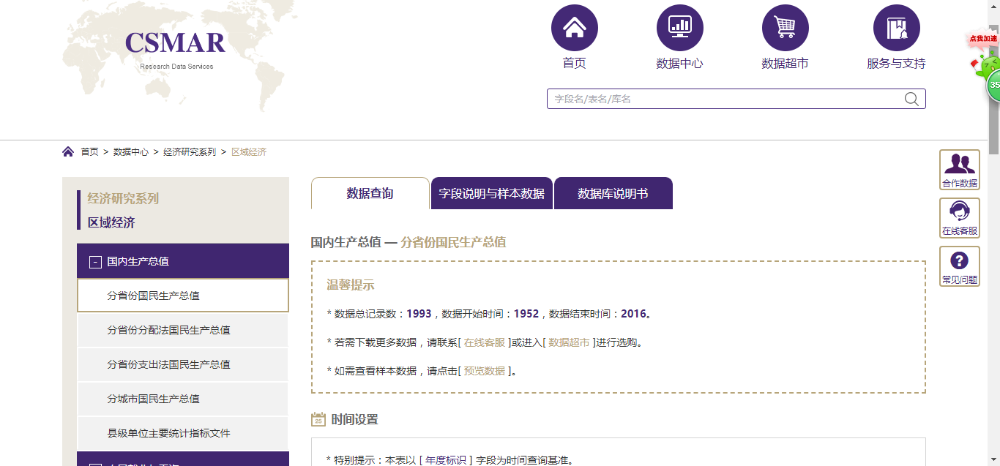 CSMAR
Research Data Services
首页
数据中心
数据超市
服务与支持
点我加速
35
字段名/表名/库名
首页 > 数据中心 > 经济研究系列 > 区域经济
合作数据
在线客服
常见问题
经济研究系列
区域经济
国内生产总值
分省份国民生产总值
分省份分配法国民生产总值
分省份支出法国民生产总值
分城市国民生产总值
县级单位主要统计指标文件
数据查询
字段说明与样本数据
数据库说明书
国内生产总值 — 分省份国民生产总值
温馨提示
* 数据总记录数：1993，数据开始时间：1952，数据结束时间：2016。
* 若需下载更多数据，请联系[ 在线客服 ]或进入[ 数据超市 ]进行选购。
* 如需查看样本数据，请点击[ 预览数据 ]。
25 时间设置
* 特别提示：本表以 [ 年度标识 ] 字段为时间查询基准。